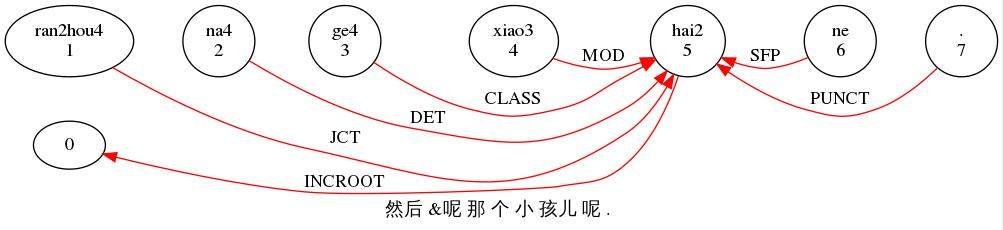 ran2hou4 na4 ge4 xiao3 hai2 ne .
1 2 3 4 5 6 7
MOD SFP
CLASS PUNCT
DET
JCT
0
INCROOT
然后 &呢 那 个 小 孩儿 呢 .